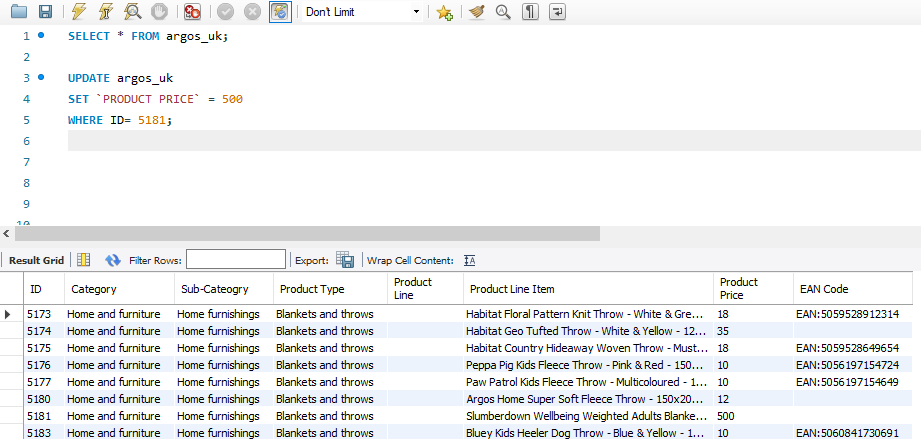 Don't Limit
1 SELECT * FROM argos_uk;
2
3 UPDATE argos_uk
4 SET `PRODUCT PRICE` = 500
5 WHERE ID= 5181;
6
7
8
9
10
Result Grid Filter Rows: Export: Wrap Cell Content:
ID Category Sub-Cateogry Product Type Product Line Product Line Item Product Price EAN Code
5173 Home and furniture Home furnishings Blankets and throws Habitat Floral Pattern Knit Throw - White & Gre... 18 EAN:5059528912314
5174 Home and furniture Home furnishings Blankets and throws Habitat Geo Tufted Throw - White & Yellow - 12... 35
5175 Home and furniture Home furnishings Blankets and throws Habitat Country Hideaway Woven Throw - Must... 18 EAN:5059528649654
5176 Home and furniture Home furnishings Blankets and throws Peppa Pig Kids Fleece Throw - Pink & Red - 150... 10 EAN:5056197154724
5177 Home and furniture Home furnishings Blankets and throws Paw Patrol Kids Fleece Throw - Multicoloured - 1... 10 EAN:5056197154649
5180 Home and furniture Home furnishings Blankets and throws Argos Home Super Soft Fleece Throw - 150x20... 12
5181 Home and furniture Home furnishings Blankets and throws Slumberdown Wellbeing Weighted Adults Blanke... 500
5183 Home and furniture Home furnishings Blankets and throws Bluey Kids Heeler Dog Throw - Blue & Yellow - 1... 10 EAN:5060841730691